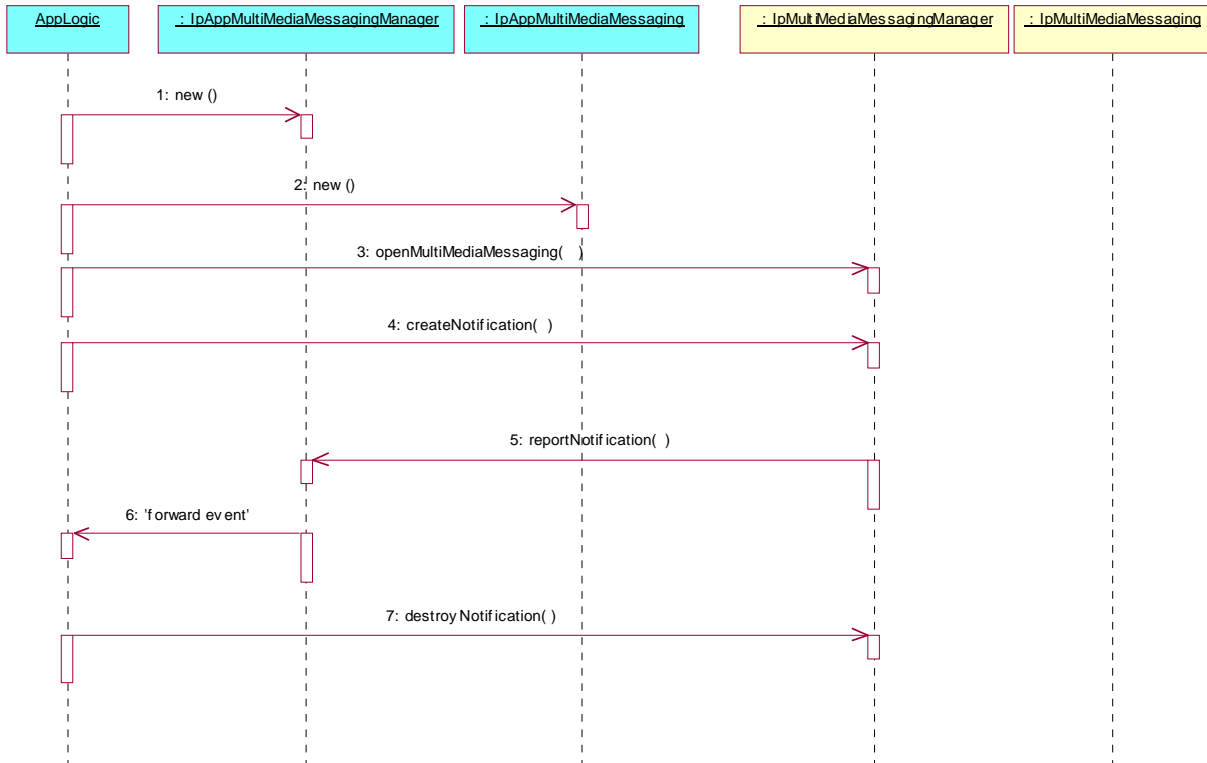 AppLogic
: IpAppMultiMediaMessagingManager
: IpAppMultiMediaMessaging
: IpMultiMediaMessagingManager
: IpMultiMediaMessaging
1: new ()
2: new ()
3: openMultiMediaMessaging( )
4: createNotification( )
5: reportNotification( )
6: 'forward event'
7: destroyNotification( )